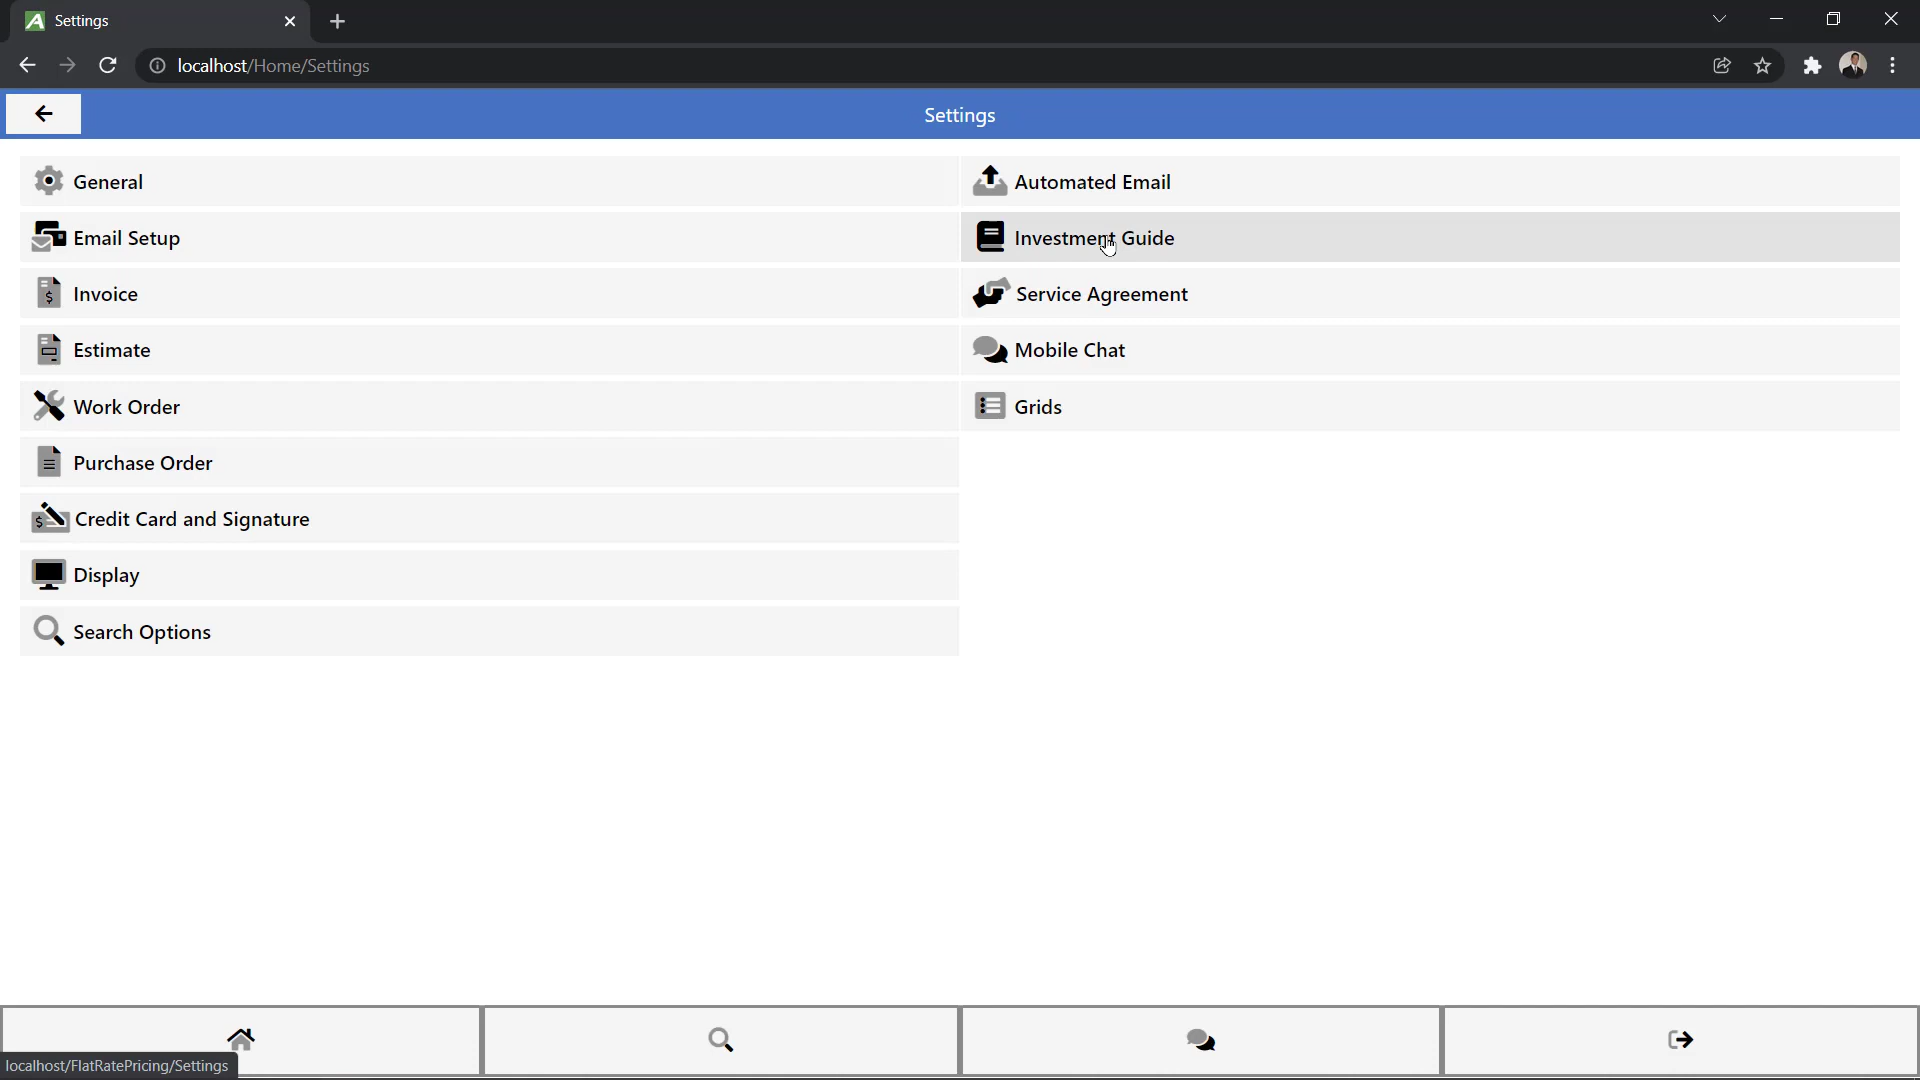 Settings
localhost/Home/Settings
Settings
General
Email Setup
Invoice
Estimate
Work Order
Purchase Order
Credit Card and Signature
Display
Search Options
Automated Email
Investment Guide
Service Agreement
Mobile Chat
Grids
localhost/FlatRatePricing/Settings